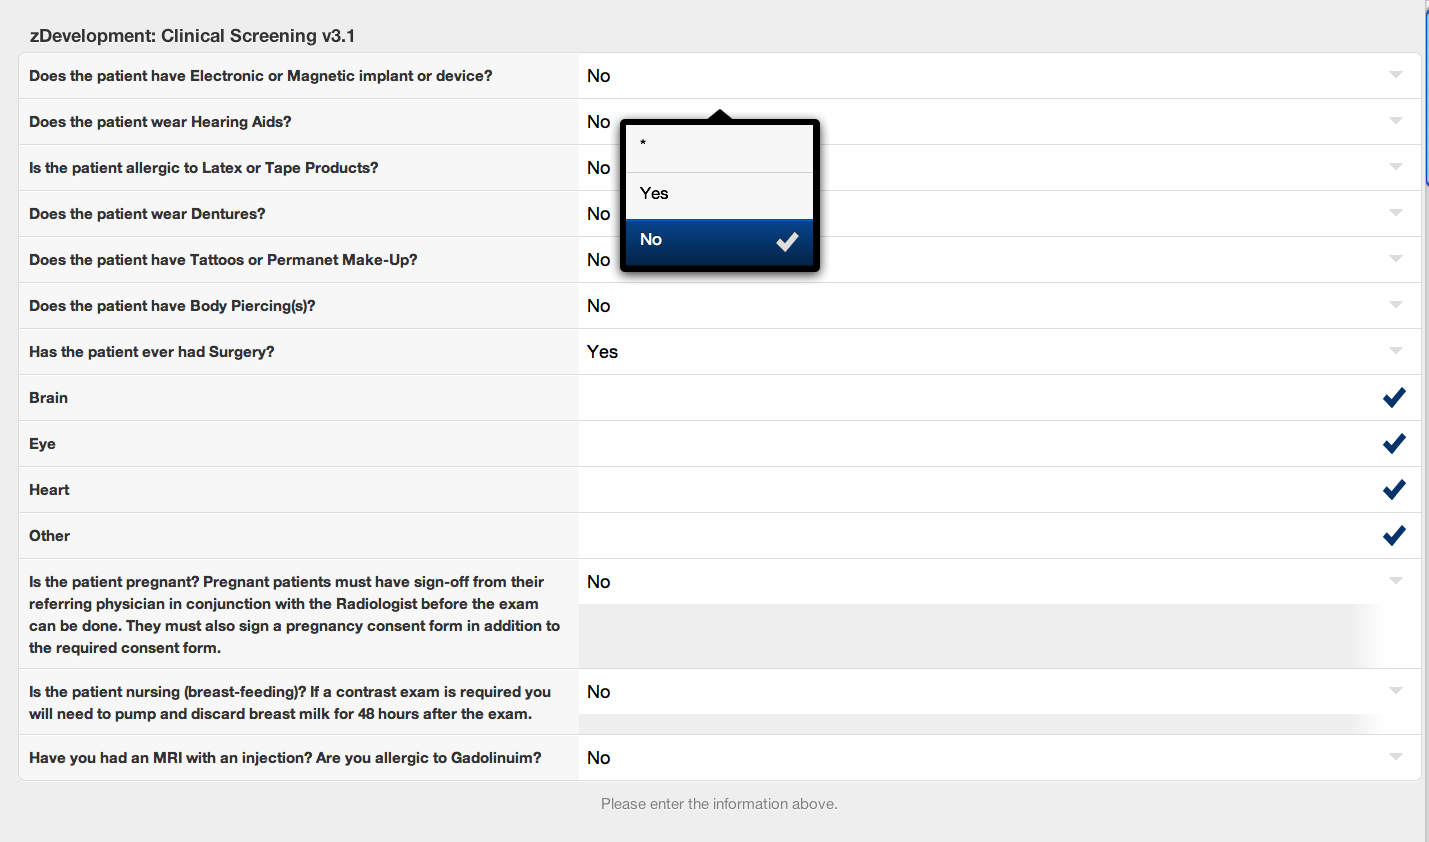 zDevelopment: Clinical Screening v3.1
Does the patient have Electronic or Magnetic implant or device? No
Does the patient wear Hearing Aids? No
*
Is the patient allergic to Latex or Tape Products? No
Yes
Does the patient wear Dentures? No
No
Does the patient have Tattoos or Permanet Make-Up? No
Does the patient have Body Piercing(s)? No
Has the patient ever had Surgery? Yes
Brain
Eye
Heart
Other
Is the patient pregnant? Pregnant patients must have sign-off from their No
referring physician in conjunction with the Radiologist before the exam
can be done. They must also sign a pregnancy consent form in addition to
the required consent form.
Is the patient nursing (breast-feeding)? If a contrast exam is required you No
will need to pump and discard breast milk for 48 hours after the exam.
Have you had an MRI with an injection? Are you allergic to Gadolinuim? No
Please enter the information above.